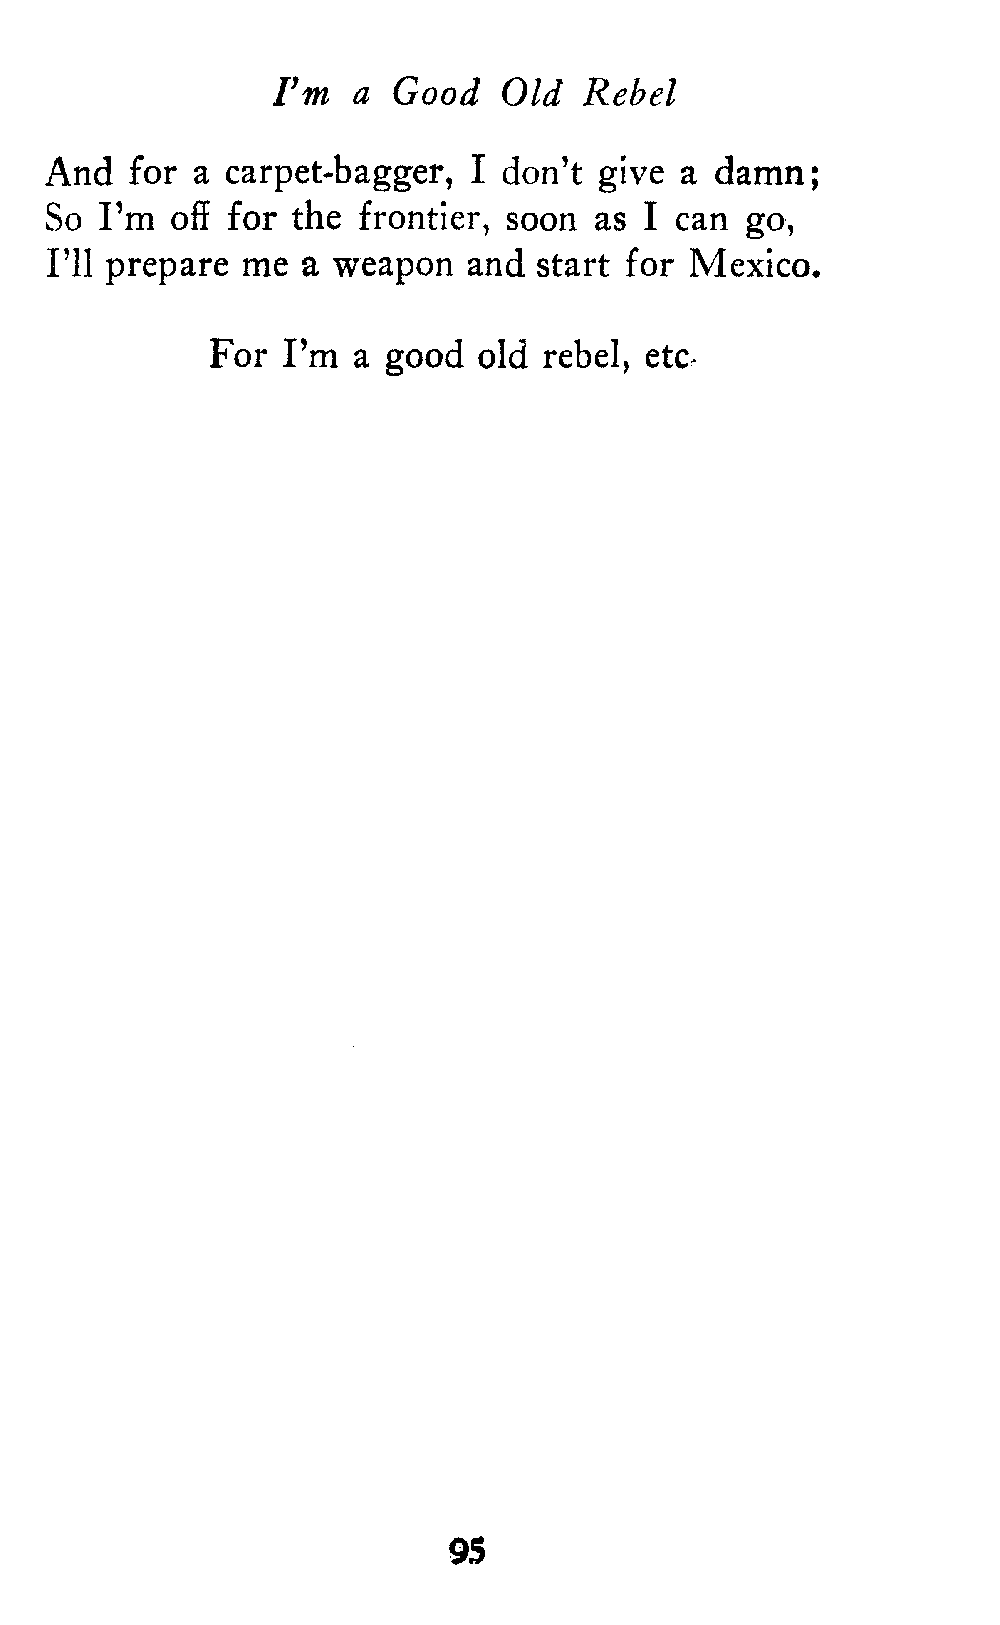 I'm a Good Old Rebel
And for a carpet-bagger, I don't give a damn;
So I'm off for the frontier, soon as I can go,
I'll prepare me a weapon and start for Mexico.
For I'm a good old rebel, etc.
95